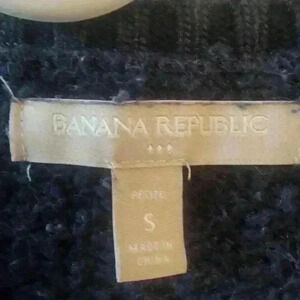 BANANA REPUBLIC
PETITE
S
MADE IN
CHINA